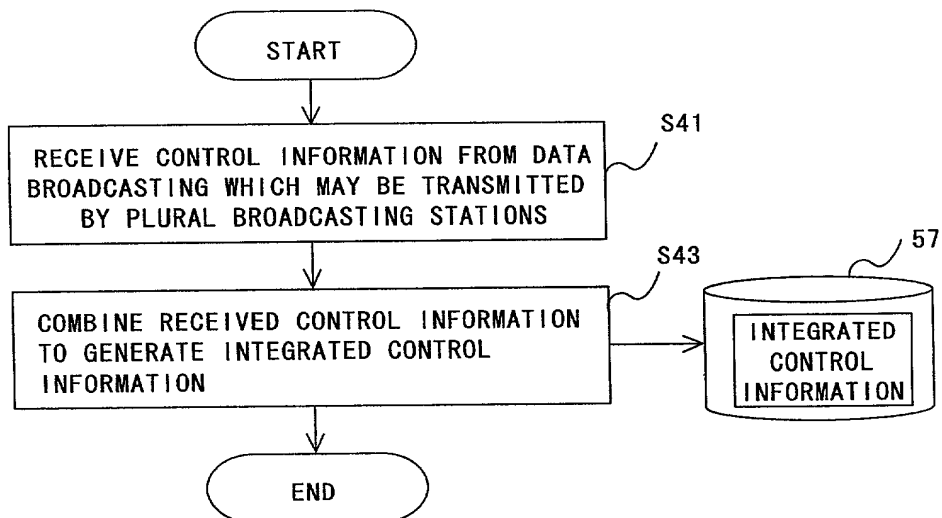 START
S41
RECEIVE CONTROL INFORMATION FROM DATA
BROADCASTING WHICH MAY BE TRANSMITTED
BY PLURAL BROADCASTING STATIONS
S43
57
COMBINE RECEIVED CONTROL INFORMATION
TO GENERATE INTEGRATED CONTROL
INFORMATION
INTEGRATED
CONTROL
INFORMATION
END